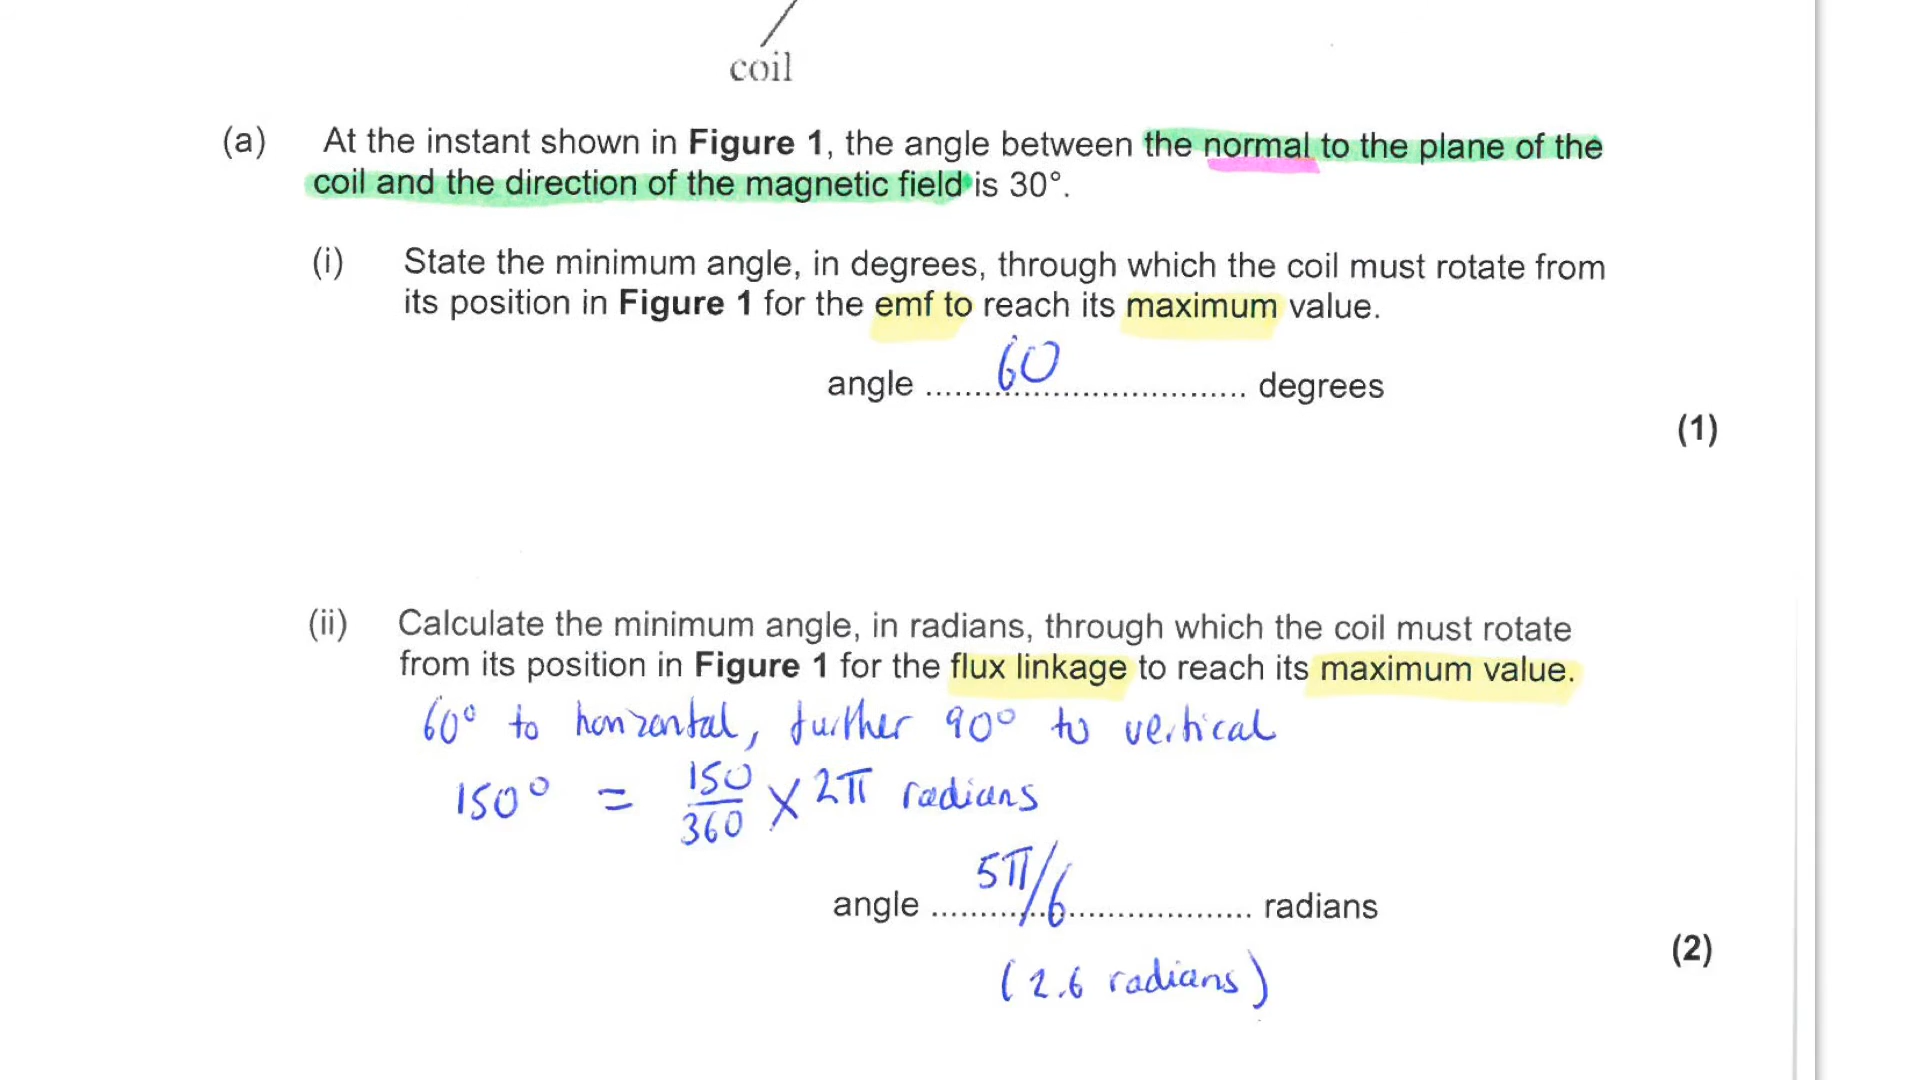 coil
(a) At the instant shown in Figure 1, the angle between the normal to the plane of the
coil and the direction of the magnetic field is 30°.
(i) State the minimum angle, in degrees, through which the coil must rotate from
its position in Figure 1 for the emf to reach its maximum value.
angle ...... 60 ...................... degrees
(1)
(ii) Calculate the minimum angle, in radians, through which the coil must rotate
from its position in Figure 1 for the flux linkage to reach its maximum value.
60° to horizontal, further 90° to vertical
150° = 150/360 × 2π radians
angle ......... 5π/6 ...................... radians
(2)
(2.6 radians)